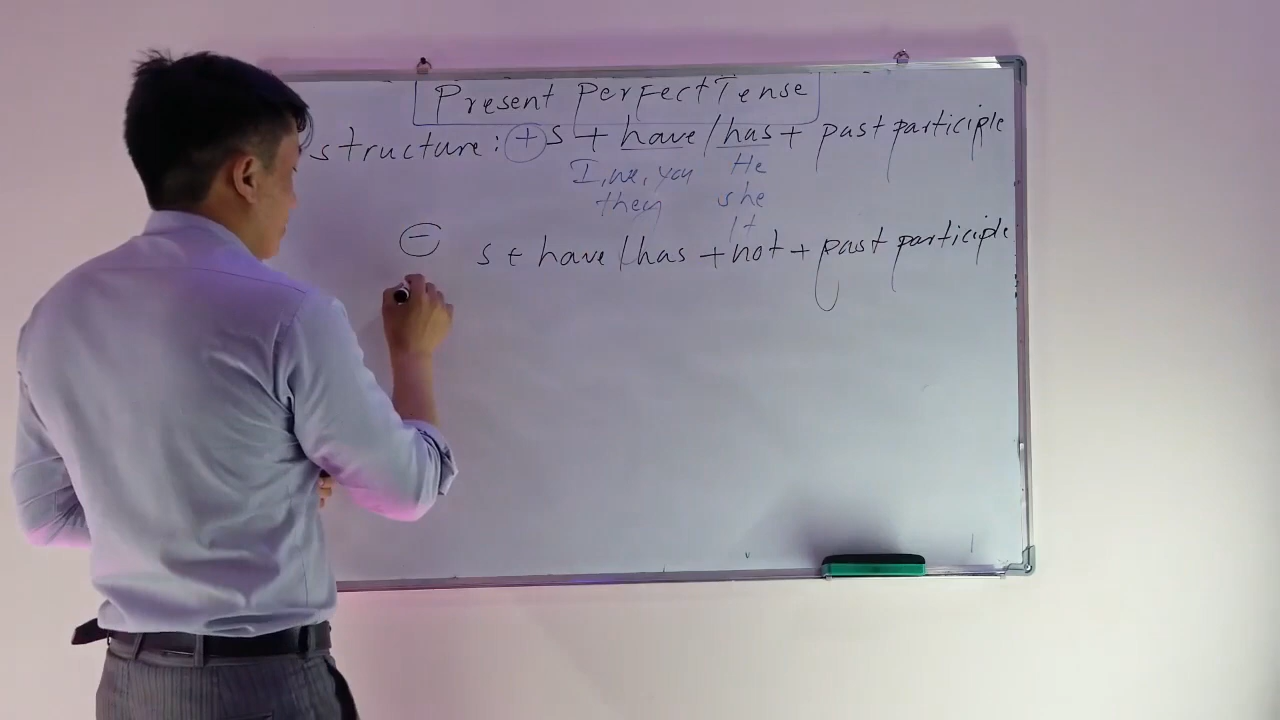 Present Perfect Tense
structure: + S + have / has + past participle
I, we, you He
they she
It
− S + have / has + not + past participle